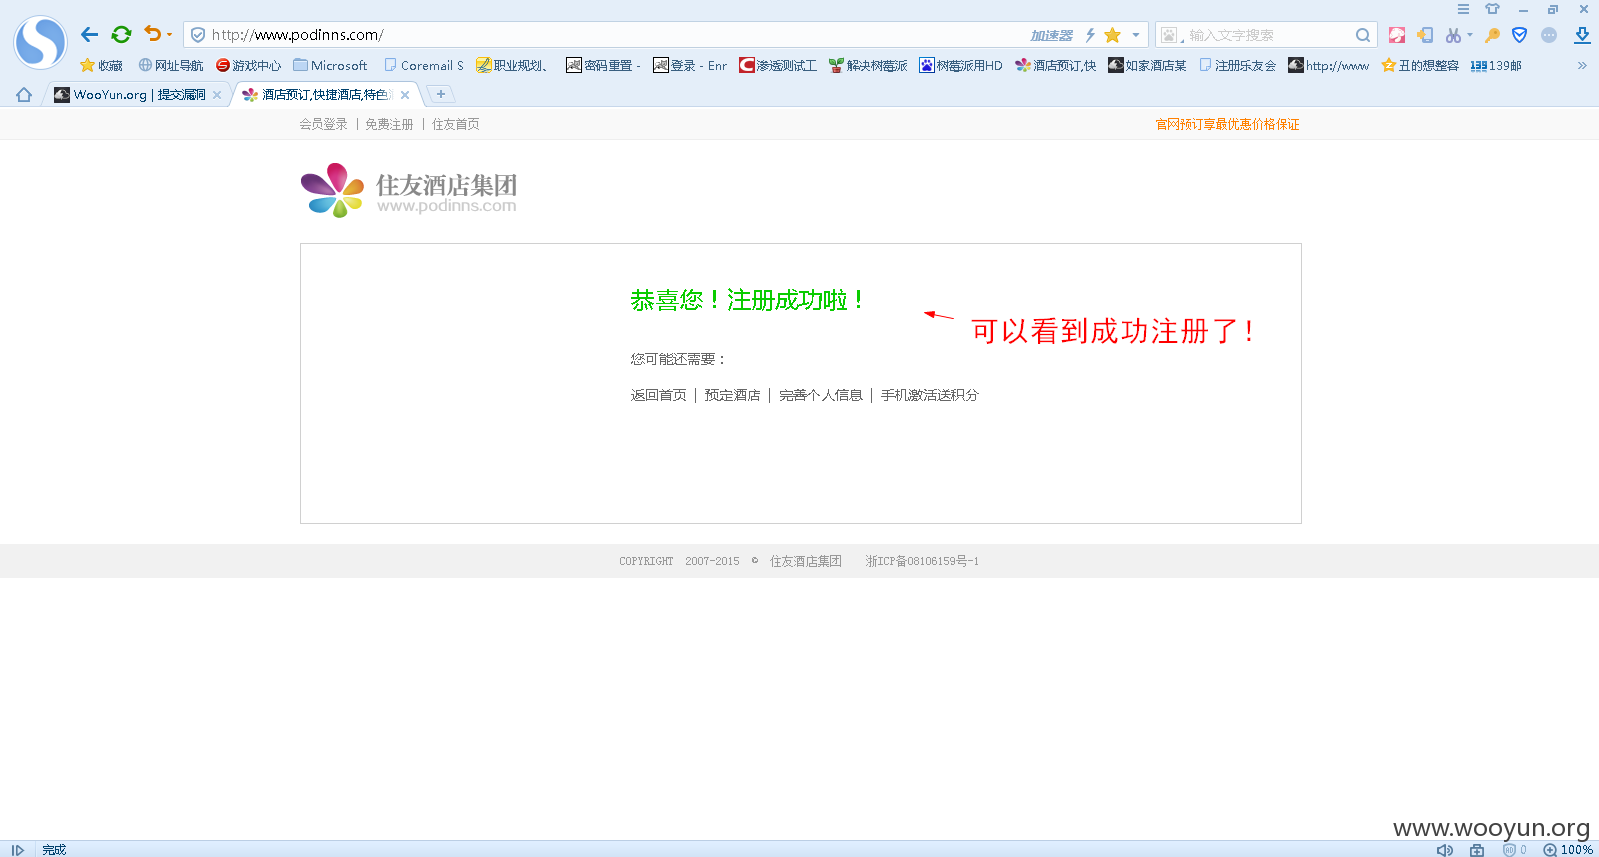 http://www.podinns.com/
加速器
输入文字搜索
收藏 网址导航 游戏中心 Microsoft Coremail S 职业规划、 密码重置 - 登录 - Enr 渗透测试工 解决树莓派 树莓派用HD 酒店预订,快 如家酒店某 注册乐友会 http://www 丑的想整容 139邮
WooYun.org | 提交漏洞 酒店预订,快捷酒店,特色
会员登录 | 免费注册 | 住友首页
官网预订享最优惠价格保证
住友酒店集团
www.podinns.com
恭喜您！注册成功啦！
可以看到成功注册了！
您可能还需要：
返回首页 | 预定酒店 | 完善个人信息 | 手机激活送积分
COPYRIGHT 2007-2015 © 住友酒店集团 浙ICP备08106159号-1
www.wooyun.org
完成
0
100%